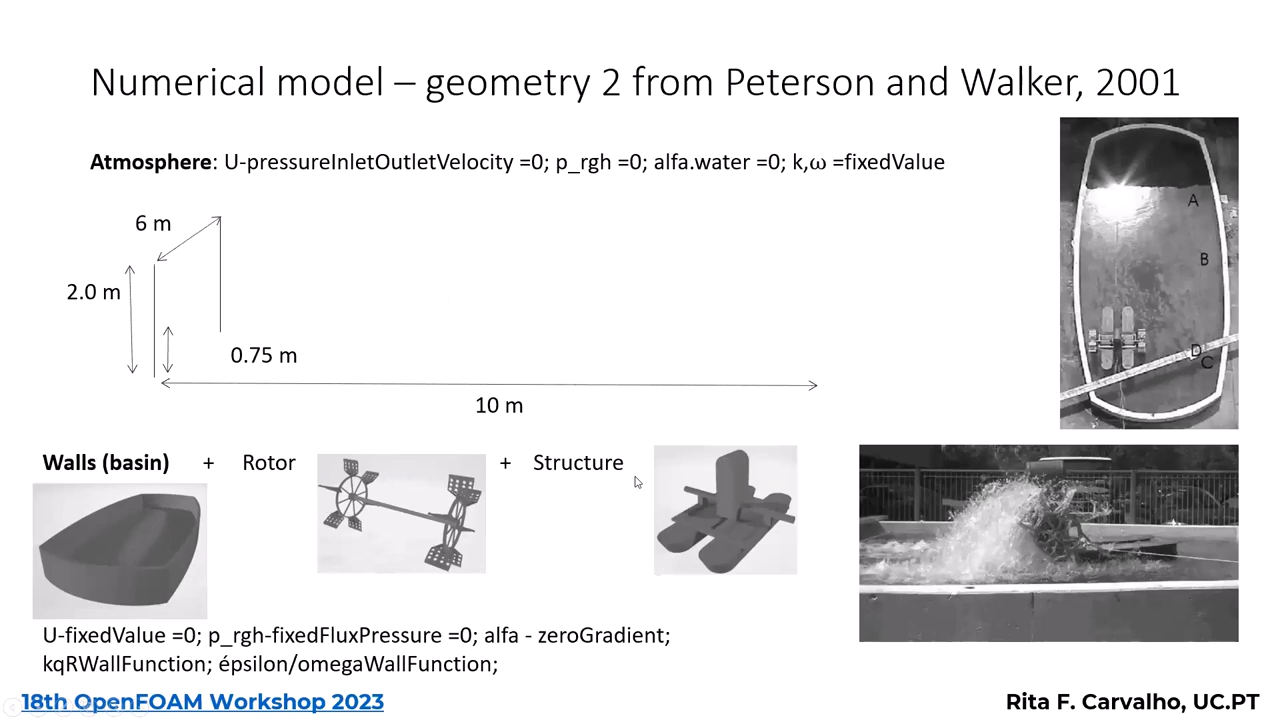 Numerical model – geometry 2 from Peterson and Walker, 2001
Atmosphere: U-pressureInletOutletVelocity =0; p_rgh =0; alfa.water =0; k,ω =fixedValue
6 m
2.0 m
0.75 m
10 m
A
B
D
C
Walls (basin) + Rotor + Structure
U-fixedValue =0; p_rgh-fixedFluxPressure =0; alfa - zeroGradient;
kqRWallFunction; épsilon/omegaWallFunction;
18th OpenFOAM Workshop 2023
Rita F. Carvalho, UC.PT